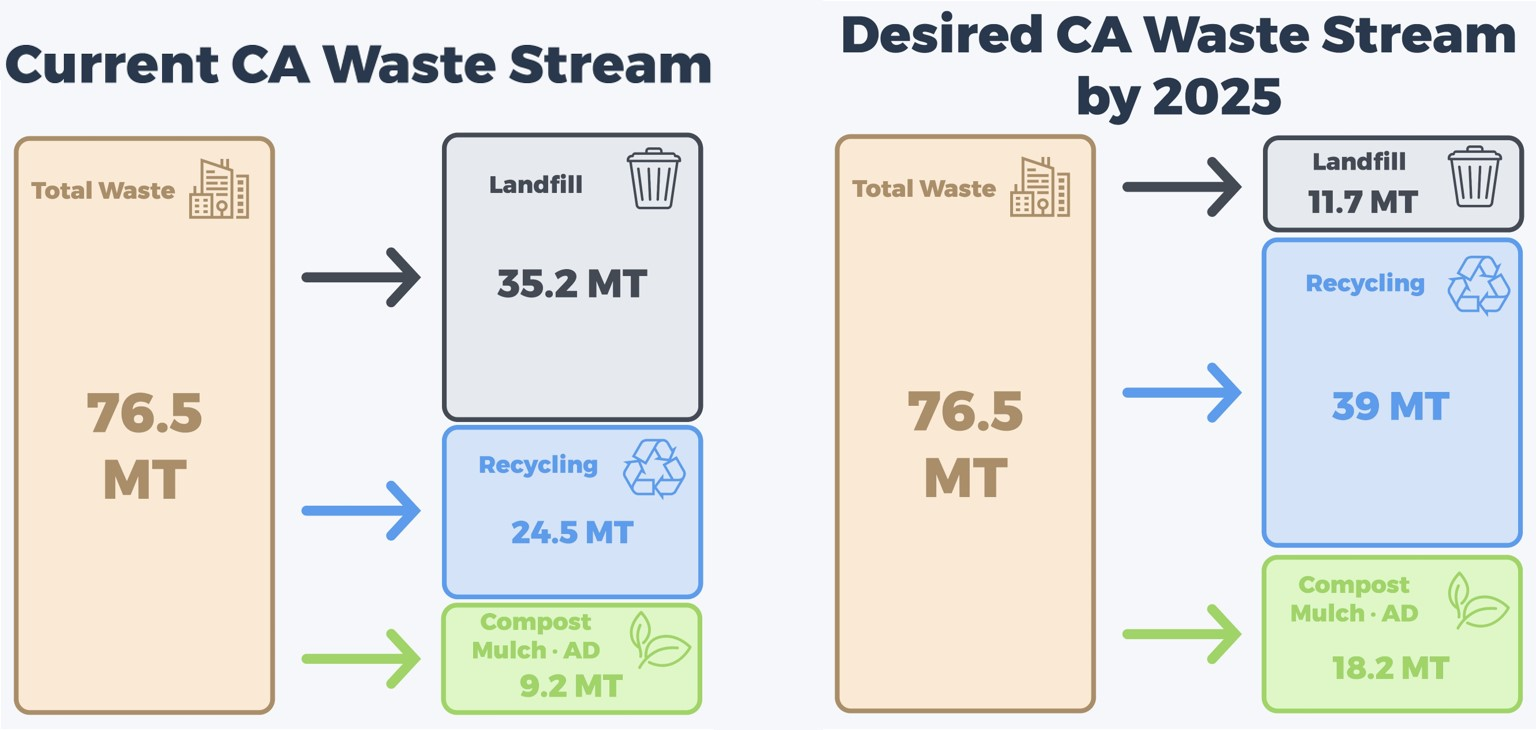 Current CA Waste Stream
Total Waste
76.5
MT
Landfill
35.2 MT
Recycling
24.5 MT
Compost
Mulch · AD
9.2 MT
Desired CA Waste Stream
by 2025
Total Waste
76.5
MT
Landfill
11.7 MT
Recycling
39 MT
Compost
Mulch · AD
18.2 MT